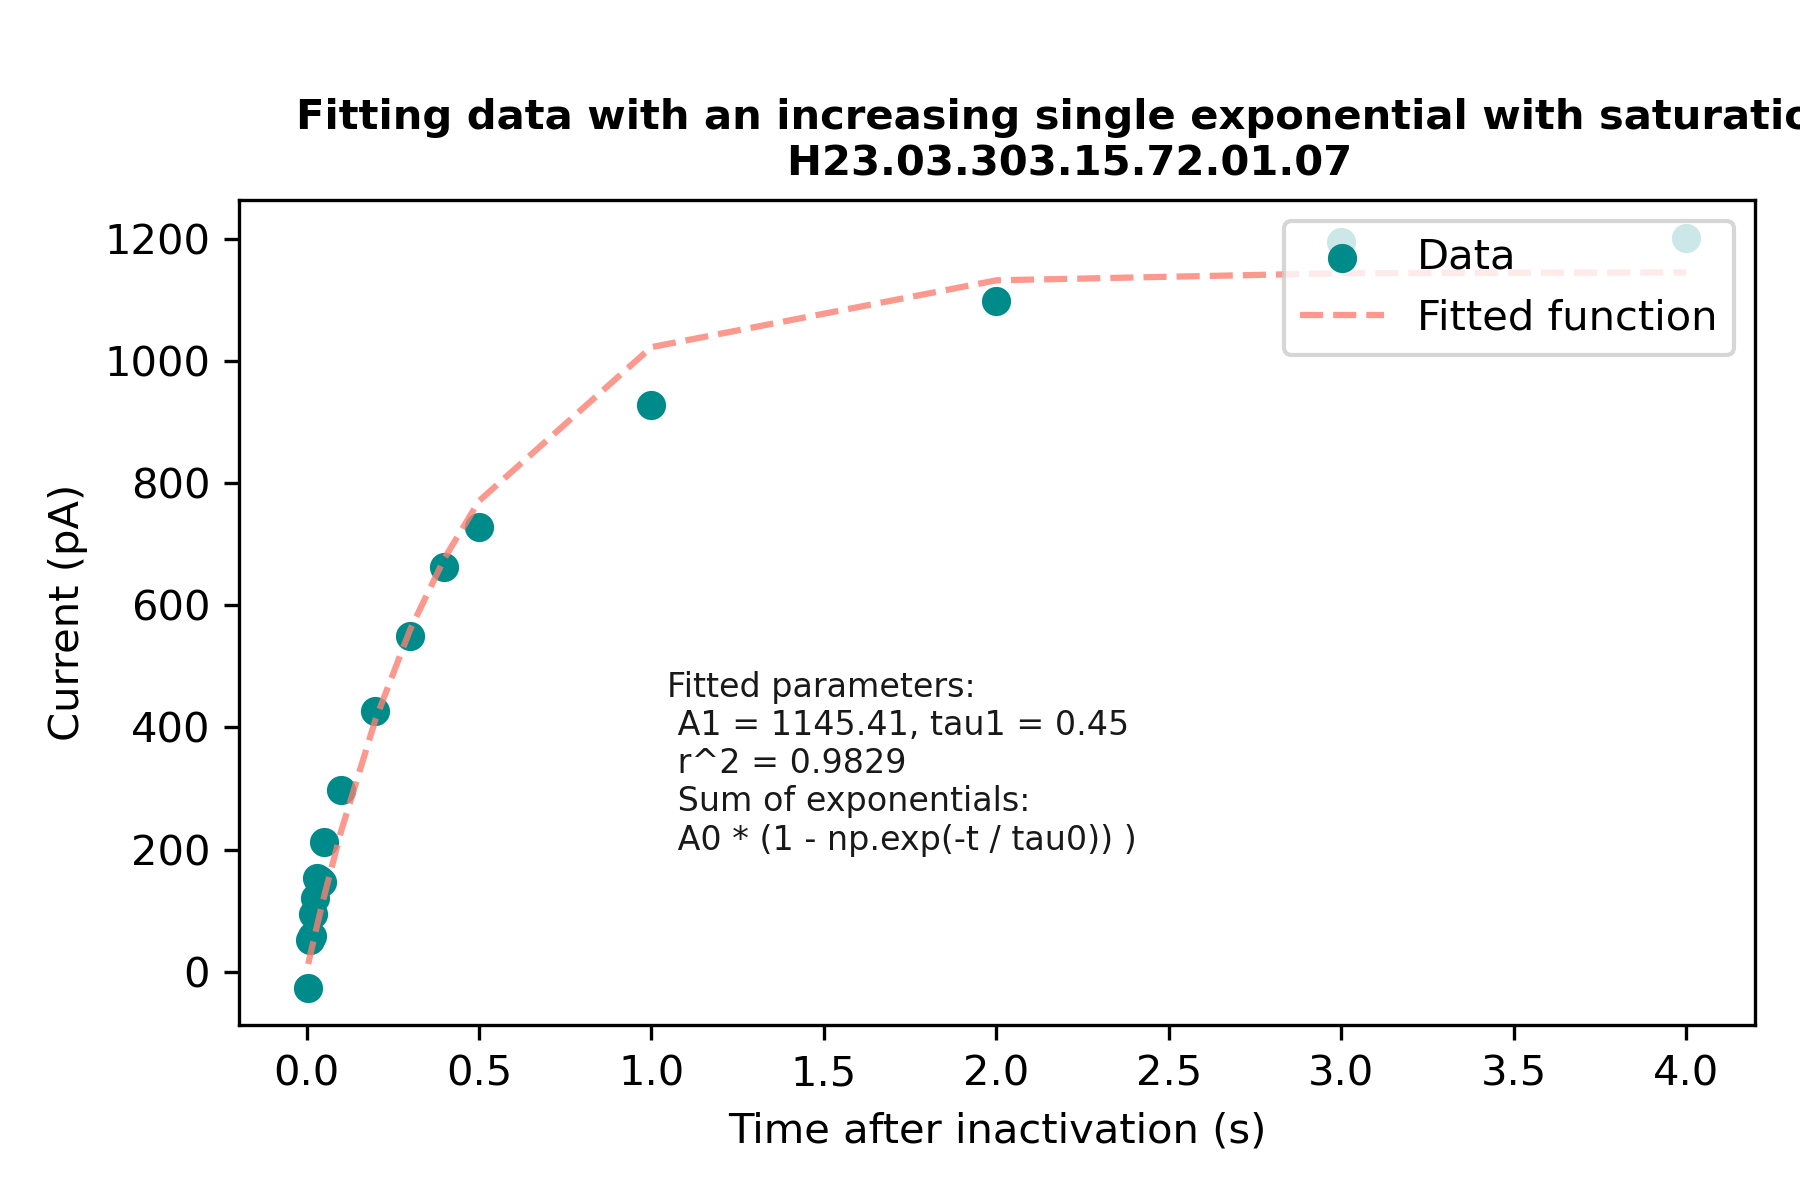 Fitting data with an increasing single exponential with saturatio
H23.03.303.15.72.01.07
1200
1000
800
600
400
200
0
Current (pA)
Data
Fitted function
Fitted parameters:
A1 = 1145.41, tau1 = 0.45
r^2 = 0.9829
Sum of exponentials:
A0 * (1 - np.exp(-t / tau0)) )
0.0 0.5 1.0 1.5 2.0 2.5 3.0 3.5 4.0
Time after inactivation (s)